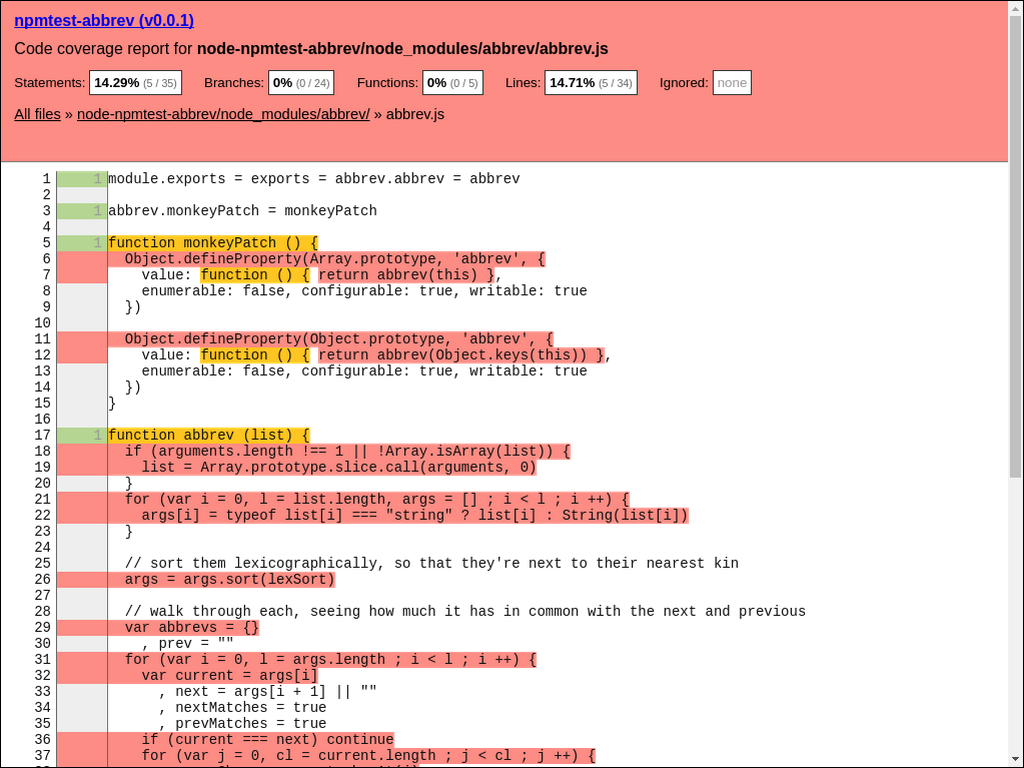 npmtest-abbrev (v0.0.1)
Code coverage report for node-npmtest-abbrev/node_modules/abbrev/abbrev.js
Statements: 14.29% (5 / 35) Branches: 0% (0 / 24) Functions: 0% (0 / 5) Lines: 14.71% (5 / 34) Ignored: none
All files » node-npmtest-abbrev/node_modules/abbrev/ » abbrev.js
1 1 module.exports = exports = abbrev.abbrev = abbrev
2
3 1 abbrev.monkeyPatch = monkeyPatch
4
5 1 function monkeyPatch () {
6   Object.defineProperty(Array.prototype, 'abbrev', {
7     value: function () { return abbrev(this) },
8     enumerable: false, configurable: true, writable: true
9   })
10
11   Object.defineProperty(Object.prototype, 'abbrev', {
12     value: function () { return abbrev(Object.keys(this)) },
13     enumerable: false, configurable: true, writable: true
14   })
15 }
16
17 1 function abbrev (list) {
18   if (arguments.length !== 1 || !Array.isArray(list)) {
19     list = Array.prototype.slice.call(arguments, 0)
20   }
21   for (var i = 0, l = list.length, args = [] ; i < l ; i ++) {
22     args[i] = typeof list[i] === "string" ? list[i] : String(list[i])
23   }
24
25   // sort them lexicographically, so that they're next to their nearest kin
26   args = args.sort(lexSort)
27
28   // walk through each, seeing how much it has in common with the next and previous
29   var abbrevs = {}
30     , prev = ""
31   for (var i = 0, l = args.length ; i < l ; i ++) {
32     var current = args[i]
33       , next = args[i + 1] || ""
34       , nextMatches = true
35       , prevMatches = true
36     if (current === next) continue
37     for (var j = 0, cl = current.length ; j < cl ; j ++) {